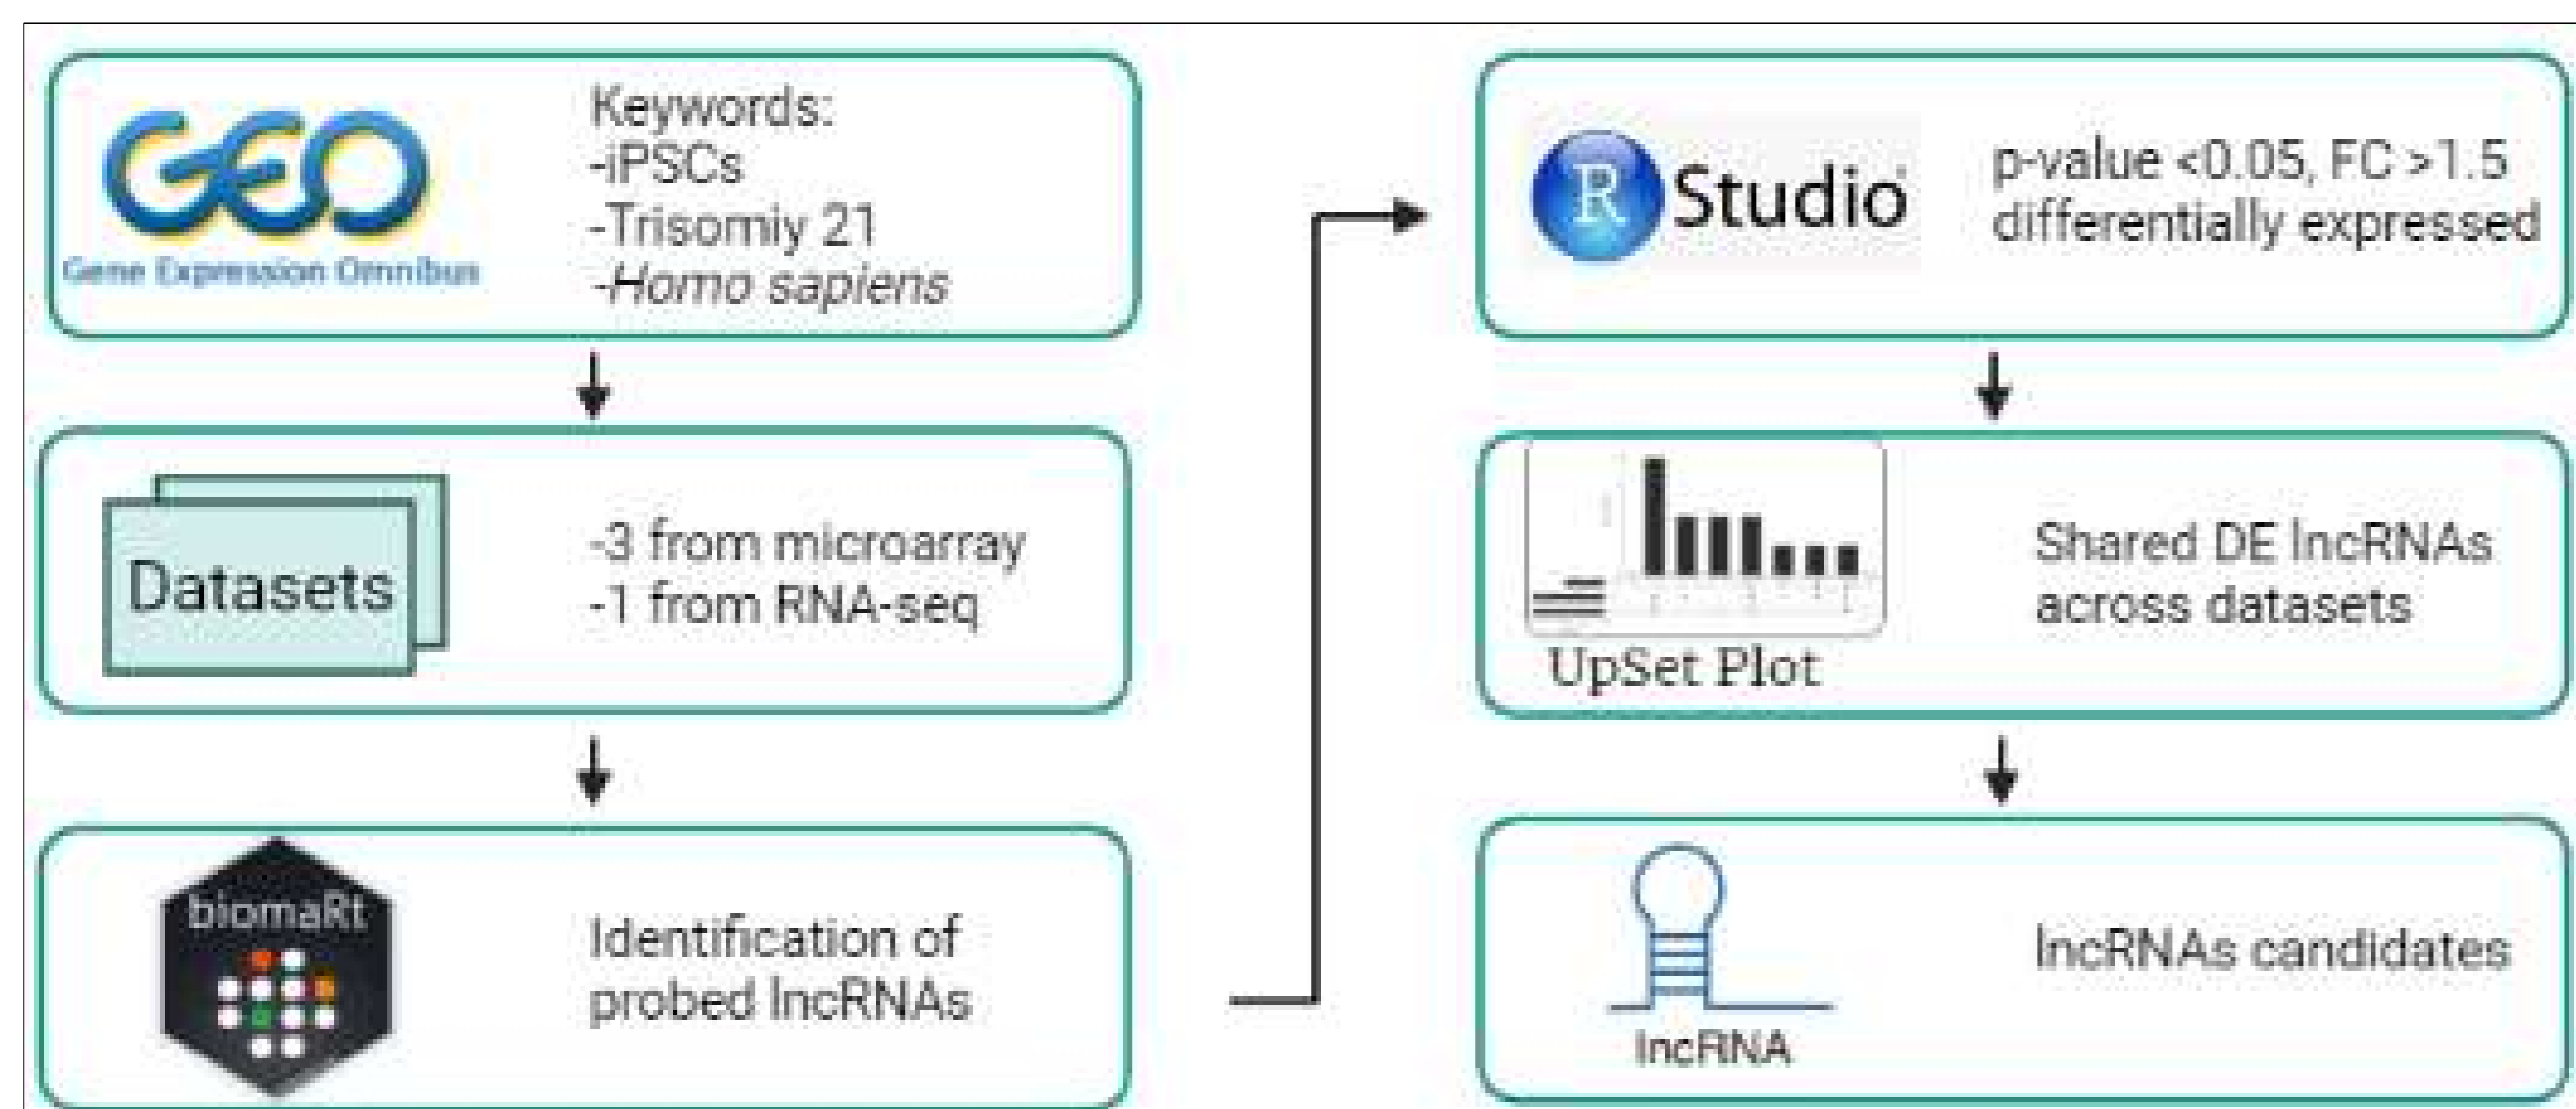 GEO
Gene Expression Omnibus
Keywords:
-iPSCs
-Trisomiy 21
-Homo sapiens
Datasets
-3 from microarray
-1 from RNA-seq
biomaRt
Identification of
probed lncRNAs
R Studio
p-value <0.05, FC >1.5
differentially expressed
UpSet Plot
Shared DE lncRNAs
across datasets
lncRNA
lncRNAs candidates